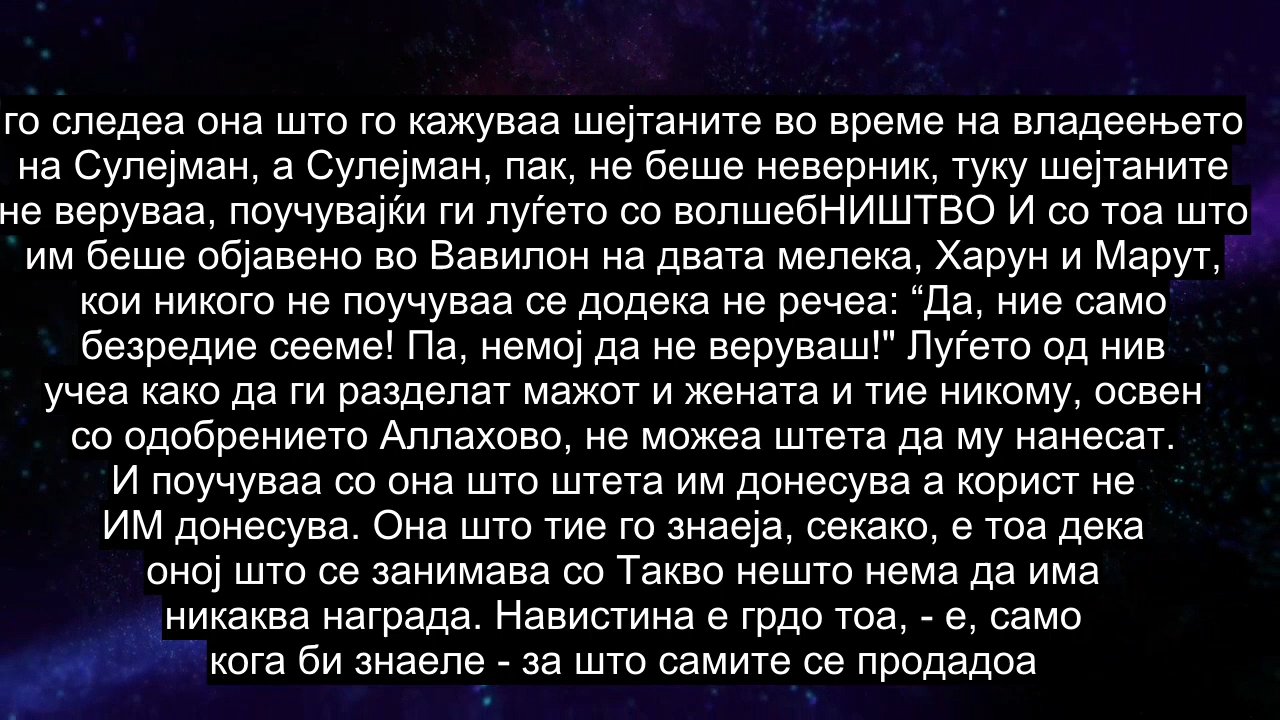 го следеа она што го кажуваа шејтаните во време на владеењето
на Сулејман, а Сулејман, пак, не беше неверник, туку шејтаните
не веруваа, поучувајќи ги луѓето со волшебНИШТВО И со тоа што
им беше објавено во Вавилон на двата мелека, Харун и Марут,
кои никого не поучуваа се додека не речеа: “Да, ние само
безредие сееме! Па, немој да не веруваш!" Луѓето од нив
учеа како да ги разделат мажот и жената и тие никому, освен
со одобрението Аллахово, не можеа штета да му нанесат.
И поучуваа со она што штета им донесува а корист не
ИМ донесува. Она што тие го знаеја, секако, е тоа дека
оној што се занимава со Такво нешто нема да има
никаква награда. Навистина е грдо тоа, - е, само
кога би знаеле - за што самите се продадоа